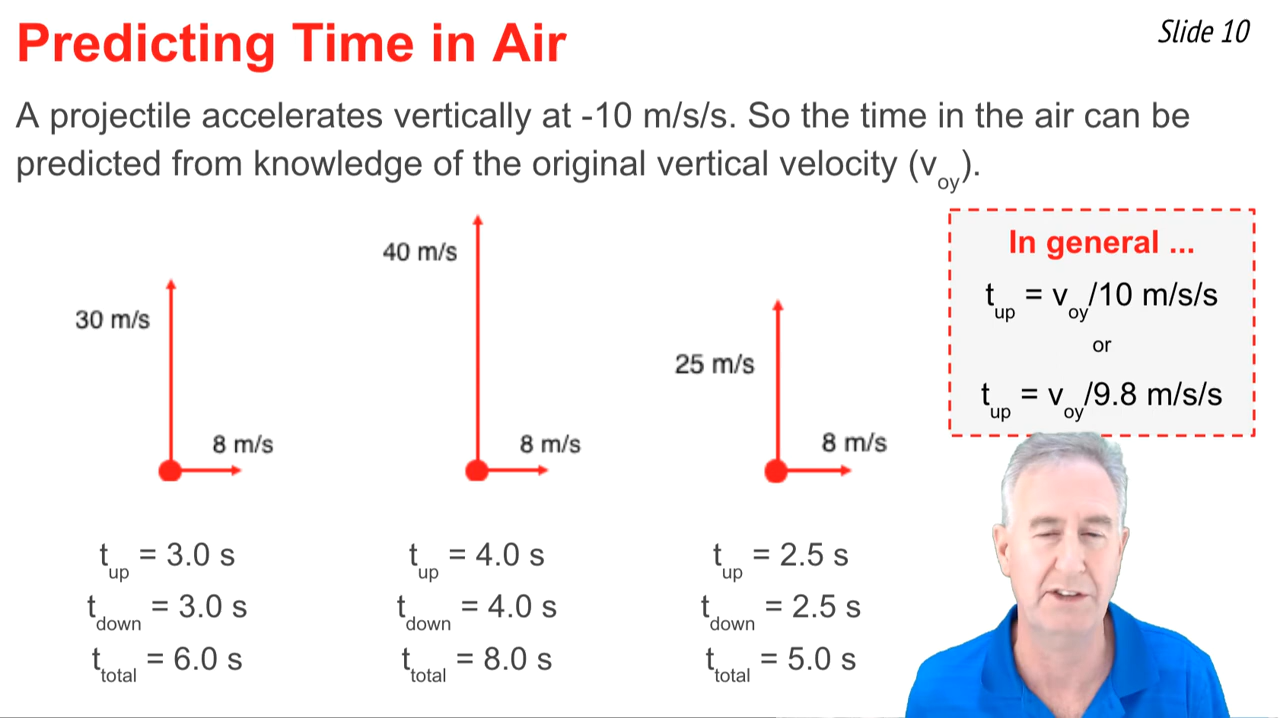 Predicting Time in Air
Slide 10
A projectile accelerates vertically at -10 m/s/s. So the time in the air can be
predicted from knowledge of the original vertical velocity (voy).
30 m/s
8 m/s
40 m/s
8 m/s
25 m/s
8 m/s
In general ...
tup = voy/10 m/s/s
or
tup = voy/9.8 m/s/s
tup = 3.0 s
tdown = 3.0 s
ttotal = 6.0 s
tup = 4.0 s
tdown = 4.0 s
ttotal = 8.0 s
tup = 2.5 s
tdown = 2.5 s
ttotal = 5.0 s